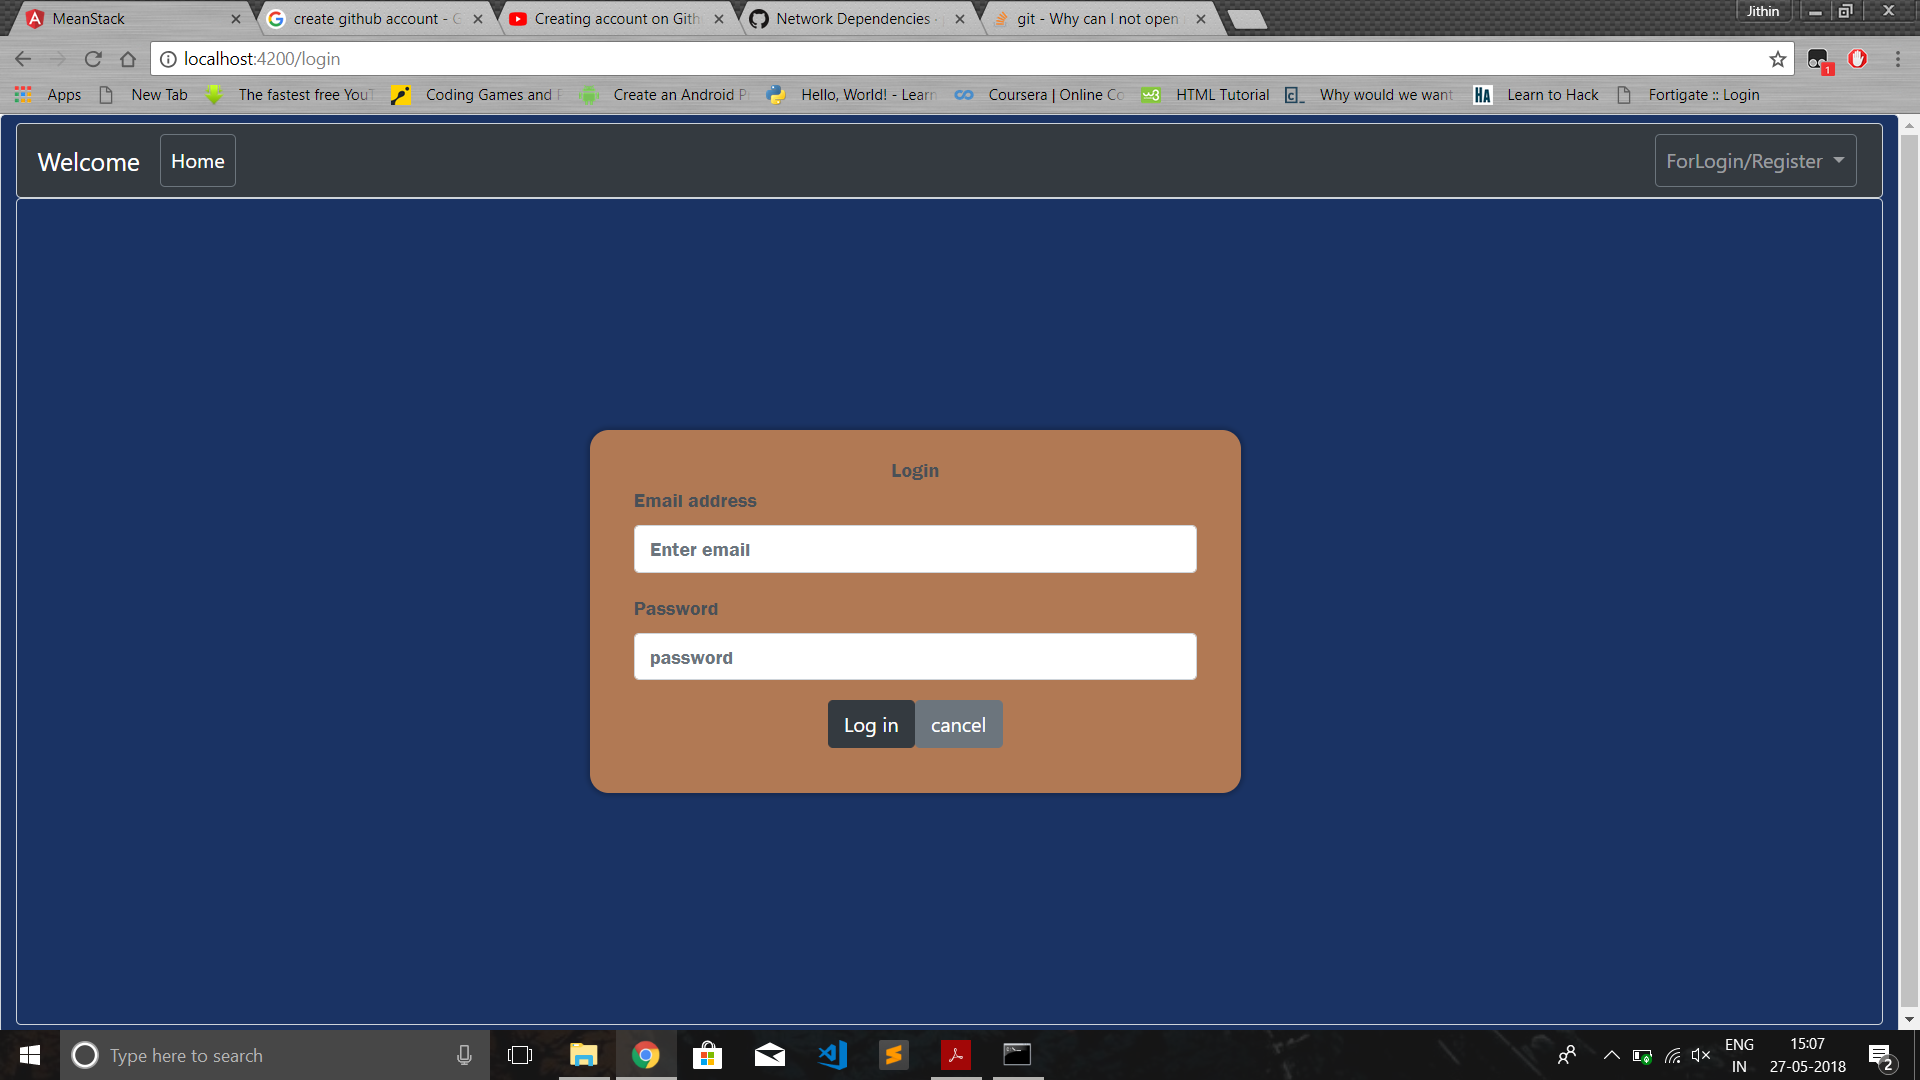 MeanStack
create github account - G
Creating account on Gith
Network Dependencies ·
git - Why can I not open
Jithin
localhost:4200/login
1
Apps
New Tab
The fastest free YouT
Coding Games and P
Create an Android P
Hello, World! - Learn
Coursera | Online Co
w3
HTML Tutorial
Why would we want
HA
Learn to Hack
Fortigate :: Login
Welcome
Home
ForLogin/Register
Login
Email address
Enter email
Password
password
Log in
cancel
Type here to search
ENG
IN
15:07
27-05-2018
2